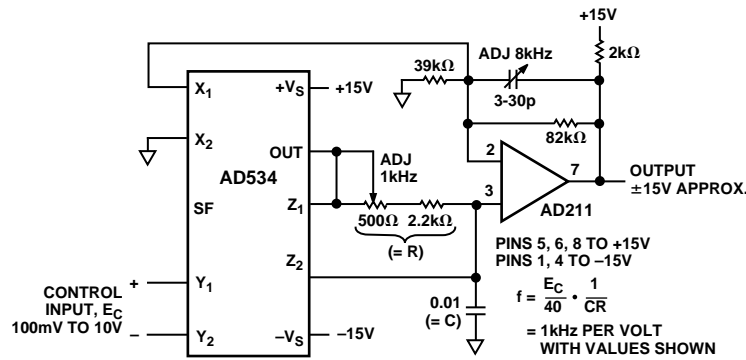 +15V
39kΩ
ADJ 8kHz
2kΩ
3-30p
X1
+VS
+15V
82kΩ
X2
OUT
ADJ
1kHz
2
7
OUTPUT
±15V APPROX.
AD534
3
AD211
SF
Z1
500Ω
2.2kΩ
(= R)
PINS 5, 6, 8 TO +15V
PINS 1, 4 TO –15V
Z2
CONTROL
INPUT, EC
100mV TO 10V
+
–
Y1
Y2
0.01
(= C)
f = EC/40 • 1/CR
= 1kHz PER VOLT
WITH VALUES SHOWN
–VS
–15V